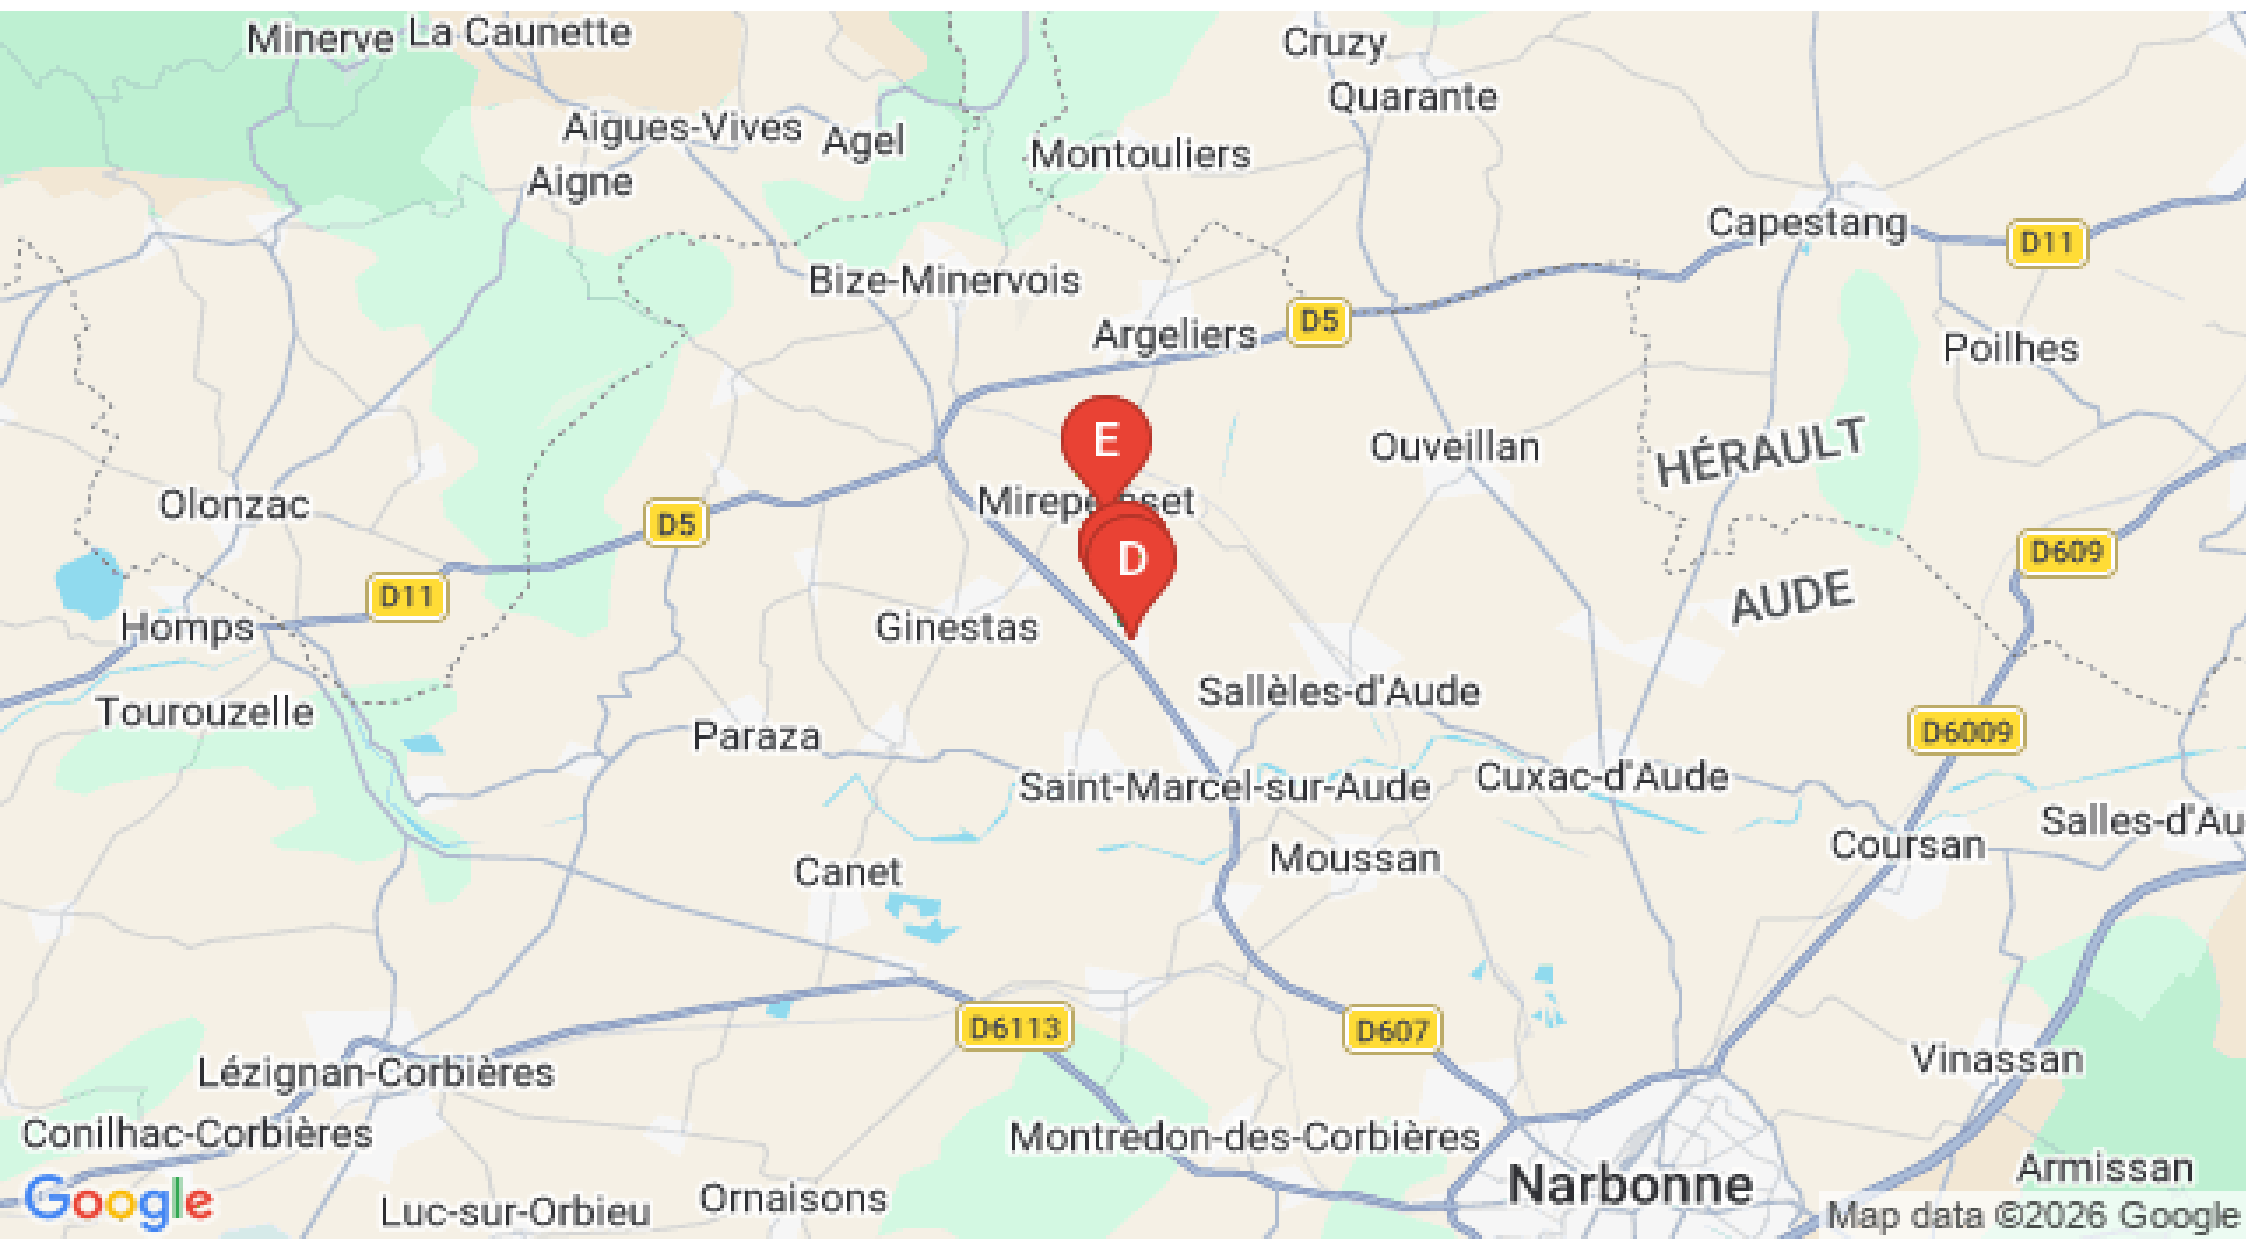 Minerve
La Caunette
Cruzy
Quarante
Aigues-Vives
Agel
Montouliers
Aigne
Capestang
D11
Bize-Minervois
D5
Argeliers
Poilhes
E
Ouveillan
HÉRAULT
Olonzac
D5
D
D609
D11
AUDE
Homps
Ginestas
Sallèles-d'Aude
Tourouzelle
Paraza
D6009
Saint-Marcel-sur-Aude
Cuxac-d'Aude
Salles-d'Au
Coursan
Moussan
Canet
D6113
D607
Vinassan
Lézignan-Corbières
Conilhac-Corbières
Montredon-des-Corbières
Armissan
Narbonne
Google
Luc-sur-Orbieu
Ornaisons
Map data ©2026 Google